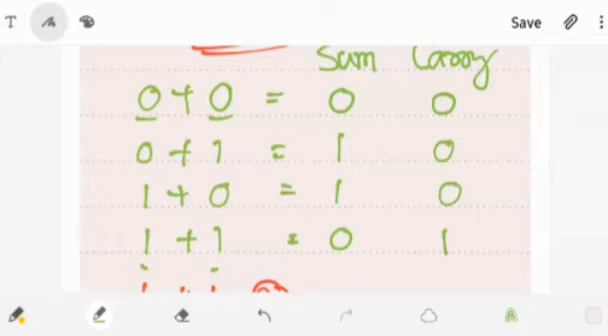 T Save
Sum Carry
0 + 0 = 0 0
0 + 1 = 1 0
1 + 0 = 1 0
1 + 1 = 0 1